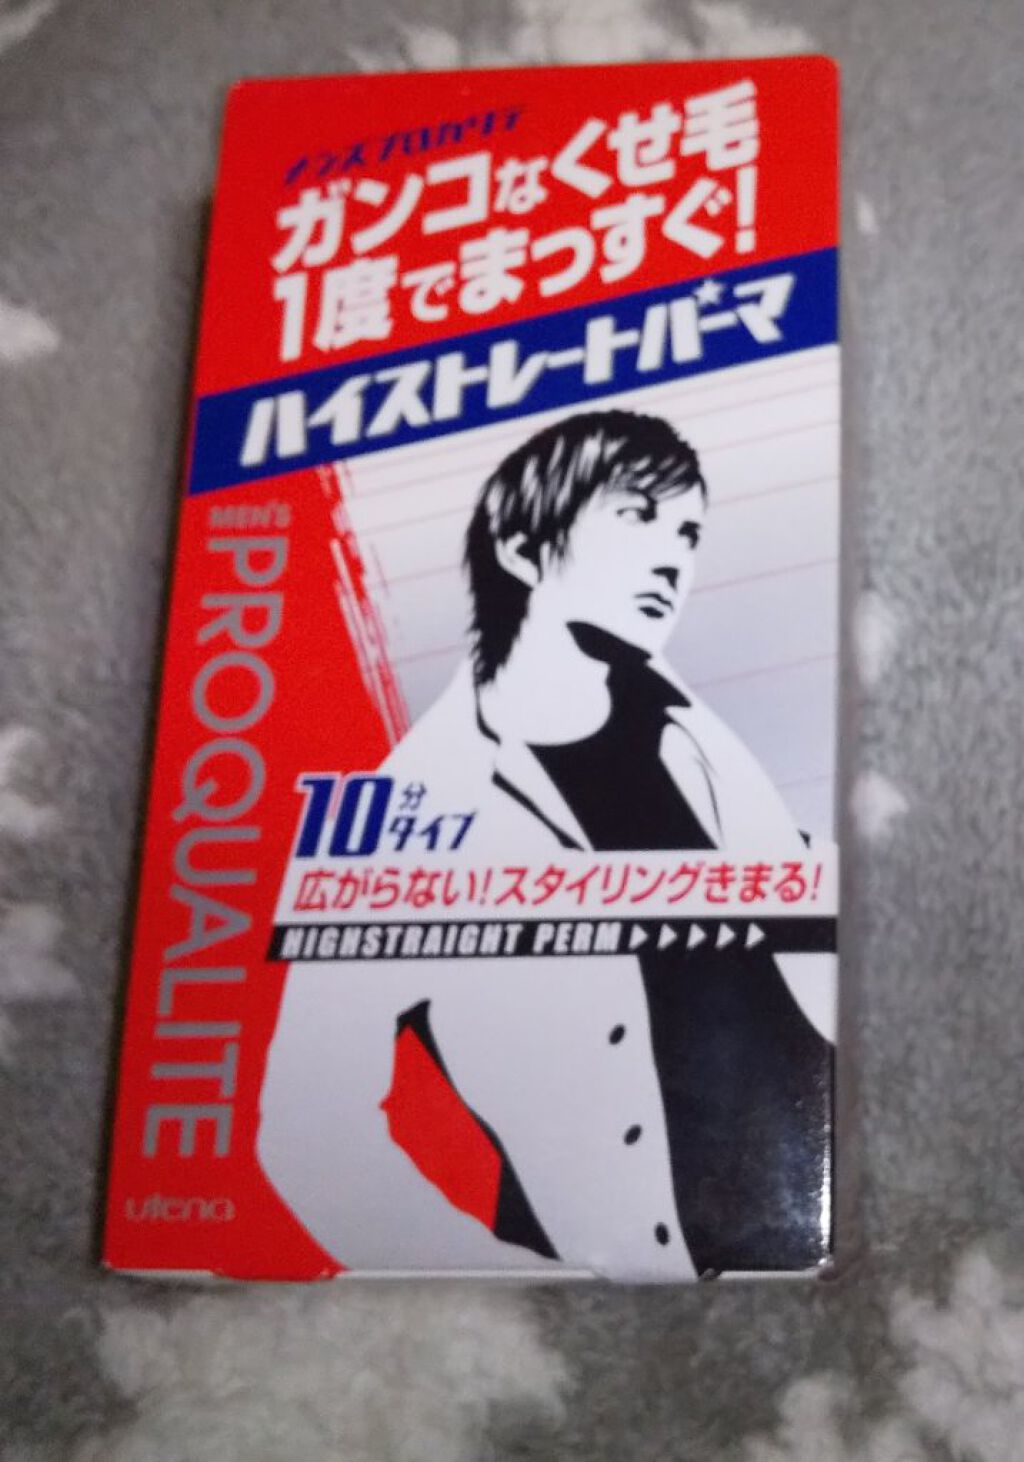 メンズプロカリテ
ガンコなくせ毛
1度でまっすぐ!
ハイストレートパーマ
MEN'S
PROQUALITE
10分タイプ
広がらない!スタイリングきまる!
HIGHSTRAIGHT PERM
utena